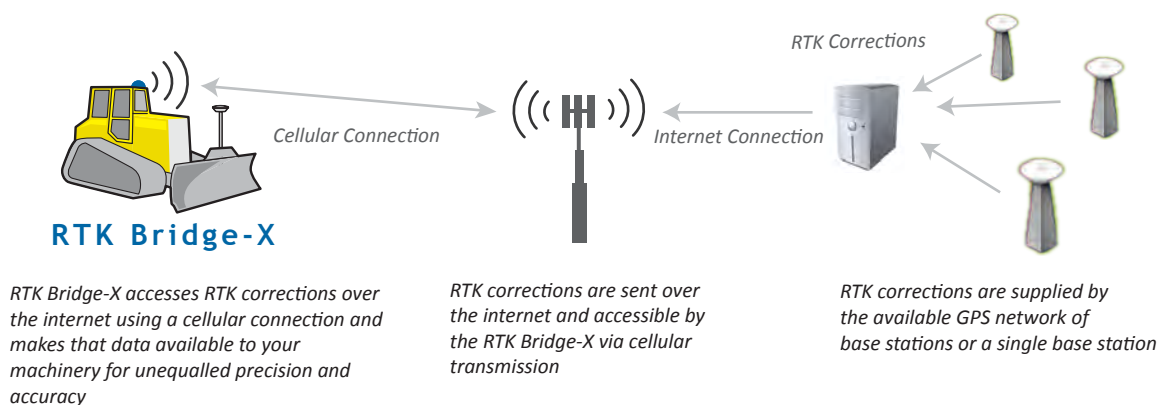 RTK Corrections
Cellular Connection
Internet Connection
RTK Bridge-X
RTK Bridge-X accesses RTK corrections over
the internet using a cellular connection and
makes that data available to your
machinery for unequalled precision and
accuracy
RTK corrections are sent over
the internet and accessible by
the RTK Bridge-X via cellular
transmission
RTK corrections are supplied by
the available GPS network of
base stations or a single base station